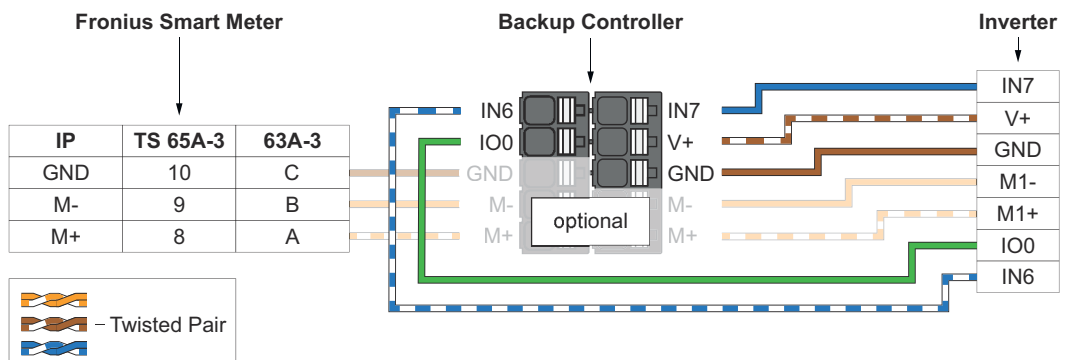 Fronius Smart Meter
Backup Controller
Inverter
IP TS 65A-3 63A-3
GND 10 C
M- 9 B
M+ 8 A
IN6
IO0
GND
M-
M+
optional
IN7
V+
GND
M-
M+
IN7
V+
GND
M1-
M1+
IO0
IN6
– Twisted Pair